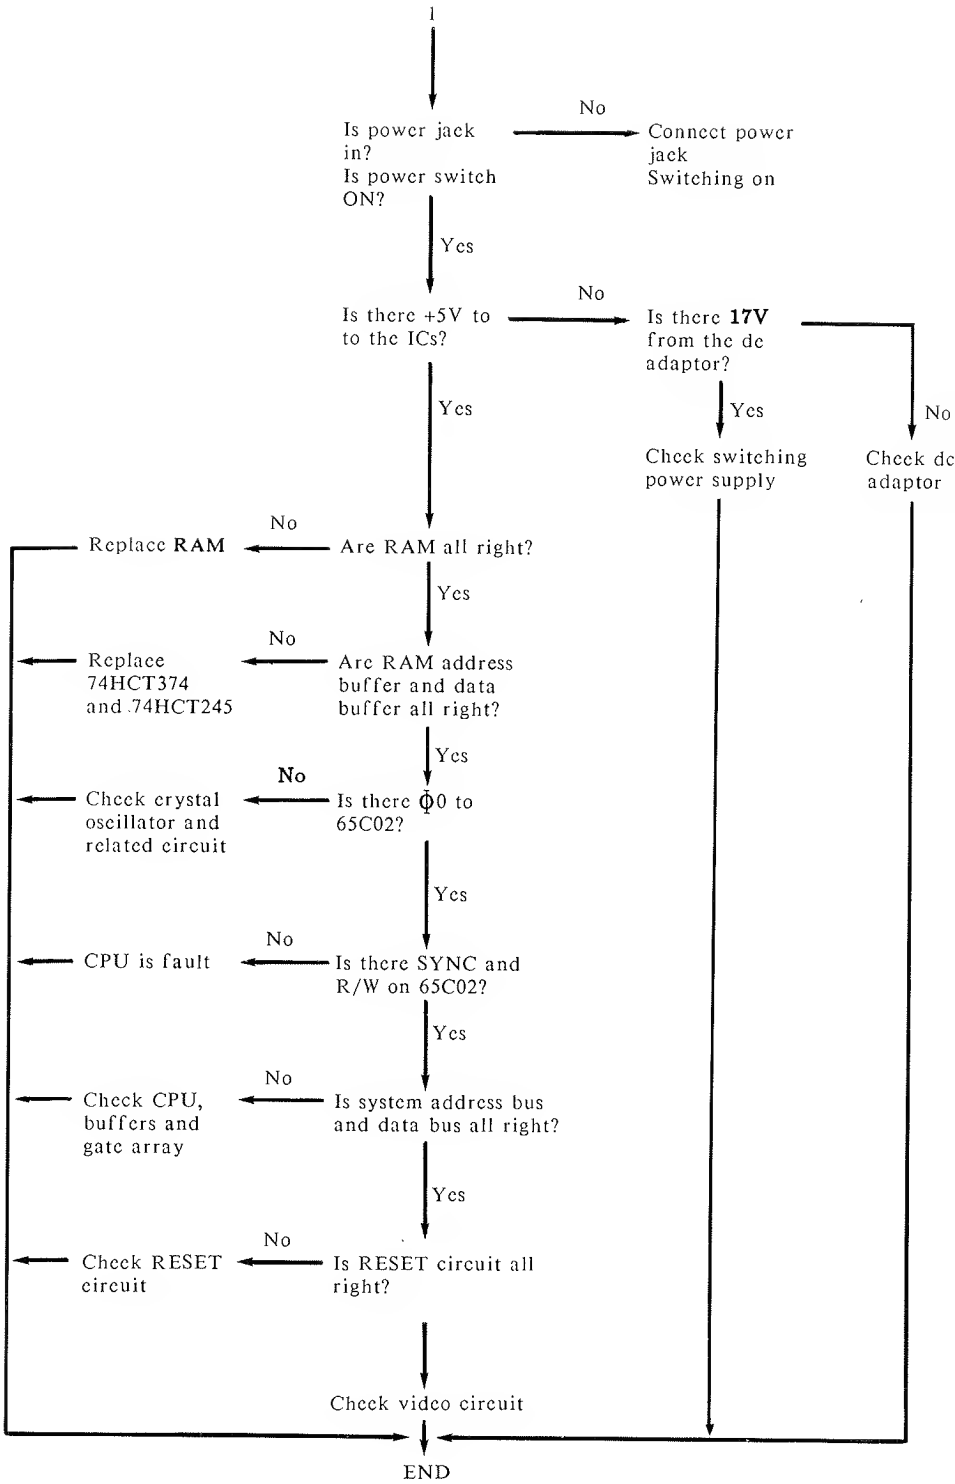 1
No
Is power jack
in?
Is power switch
ON?
Connect power
jack
Switching on
Yes
No
Is there +5V to
to the ICs?
Is there 17V
from the dc
adaptor?
Yes
Yes
No
Check switching
power supply
Check dc
adaptor
No
Replace RAM
Are RAM all right?
Yes
No
Replace
74HCT374
and 74HCT245
Are RAM address
buffer and data
buffer all right?
Yes
No
Check crystal
oscillator and
related circuit
Is there Φ0 to
65C02?
Yes
No
CPU is fault
Is there SYNC and
R/W on 65C02?
Yes
No
Check CPU,
buffers and
gate array
Is system address bus
and data bus all right?
Yes
No
Check RESET
circuit
Is RESET circuit all
right?
Check video circuit
END